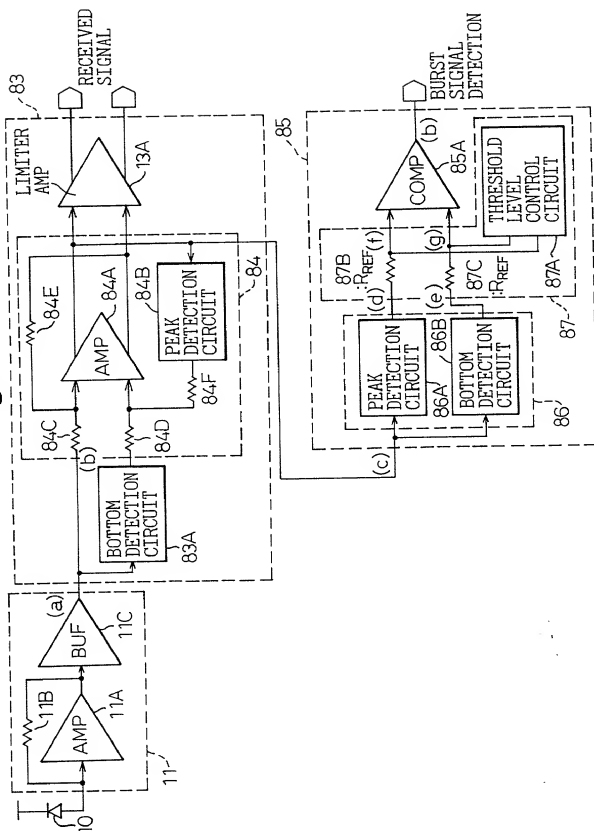 10
11
11A
AMP
11B
11C
BUF
(a)
83
83A
BOTTOM
DETECTION
CIRCUIT
(b)
84C
84D
84E
84A
AMP
84B
PEAK
DETECTION
CIRCUIT
84F
84
LIMITER
AMP
13A
RECEIVED
SIGNAL
85
(c)
86A
PEAK
DETECTION
CIRCUIT
86B
BOTTOM
DETECTION
CIRCUIT
86
(d)
(e)
87B
:RREF
87C
:RREF
(f)
(g)
87
87A
THRESHOLD
LEVEL
CONTROL
CIRCUIT
COMP
85A
(b)
BURST
SIGNAL
DETECTION